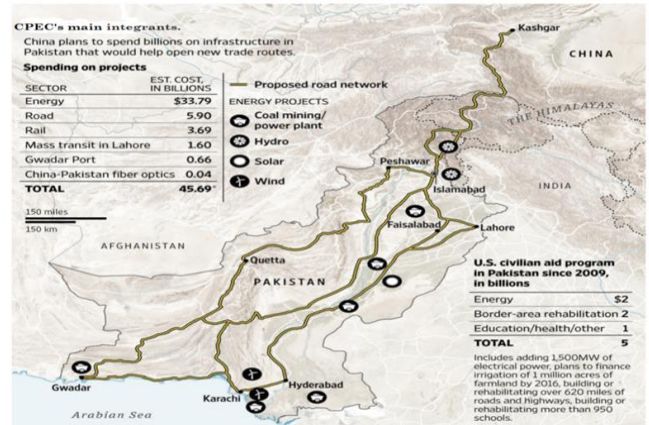 CPEC's main integrants.
China plans to spend billions on infrastructure in
Pakistan that would help open new trade routes.
Spending on projects
SECTOR EST. COST, IN BILLIONS
Energy $33.79
Road 5.90
Rail 3.69
Mass transit in Lahore 1.60
Gwadar Port 0.66
China-Pakistan fiber optics 0.04
TOTAL 45.69*
150 miles
150 km
Proposed road network
ENERGY PROJECTS
Coal mining/
power plant
Hydro
Solar
Wind
Kashgar
CHINA
THE HIMALAYAS
Peshawar
Islamabad
INDIA
Faisalabad
Lahore
AFGHANISTAN
Quetta
PAKISTAN
Gwadar
Karachi
Hyderabad
Arabian Sea
U.S. civilian aid program
in Pakistan since 2009,
in billions
Energy $2
Border-area rehabilitation 2
Education/health/other 1
TOTAL 5
Includes adding 1,500MW of
electrical power, plans to finance
irrigation of 1 million acres of
farmland by 2016, building or
rehabilitating over 620 miles of
roads and highways, building or
rehabilitating more than 950
schools.